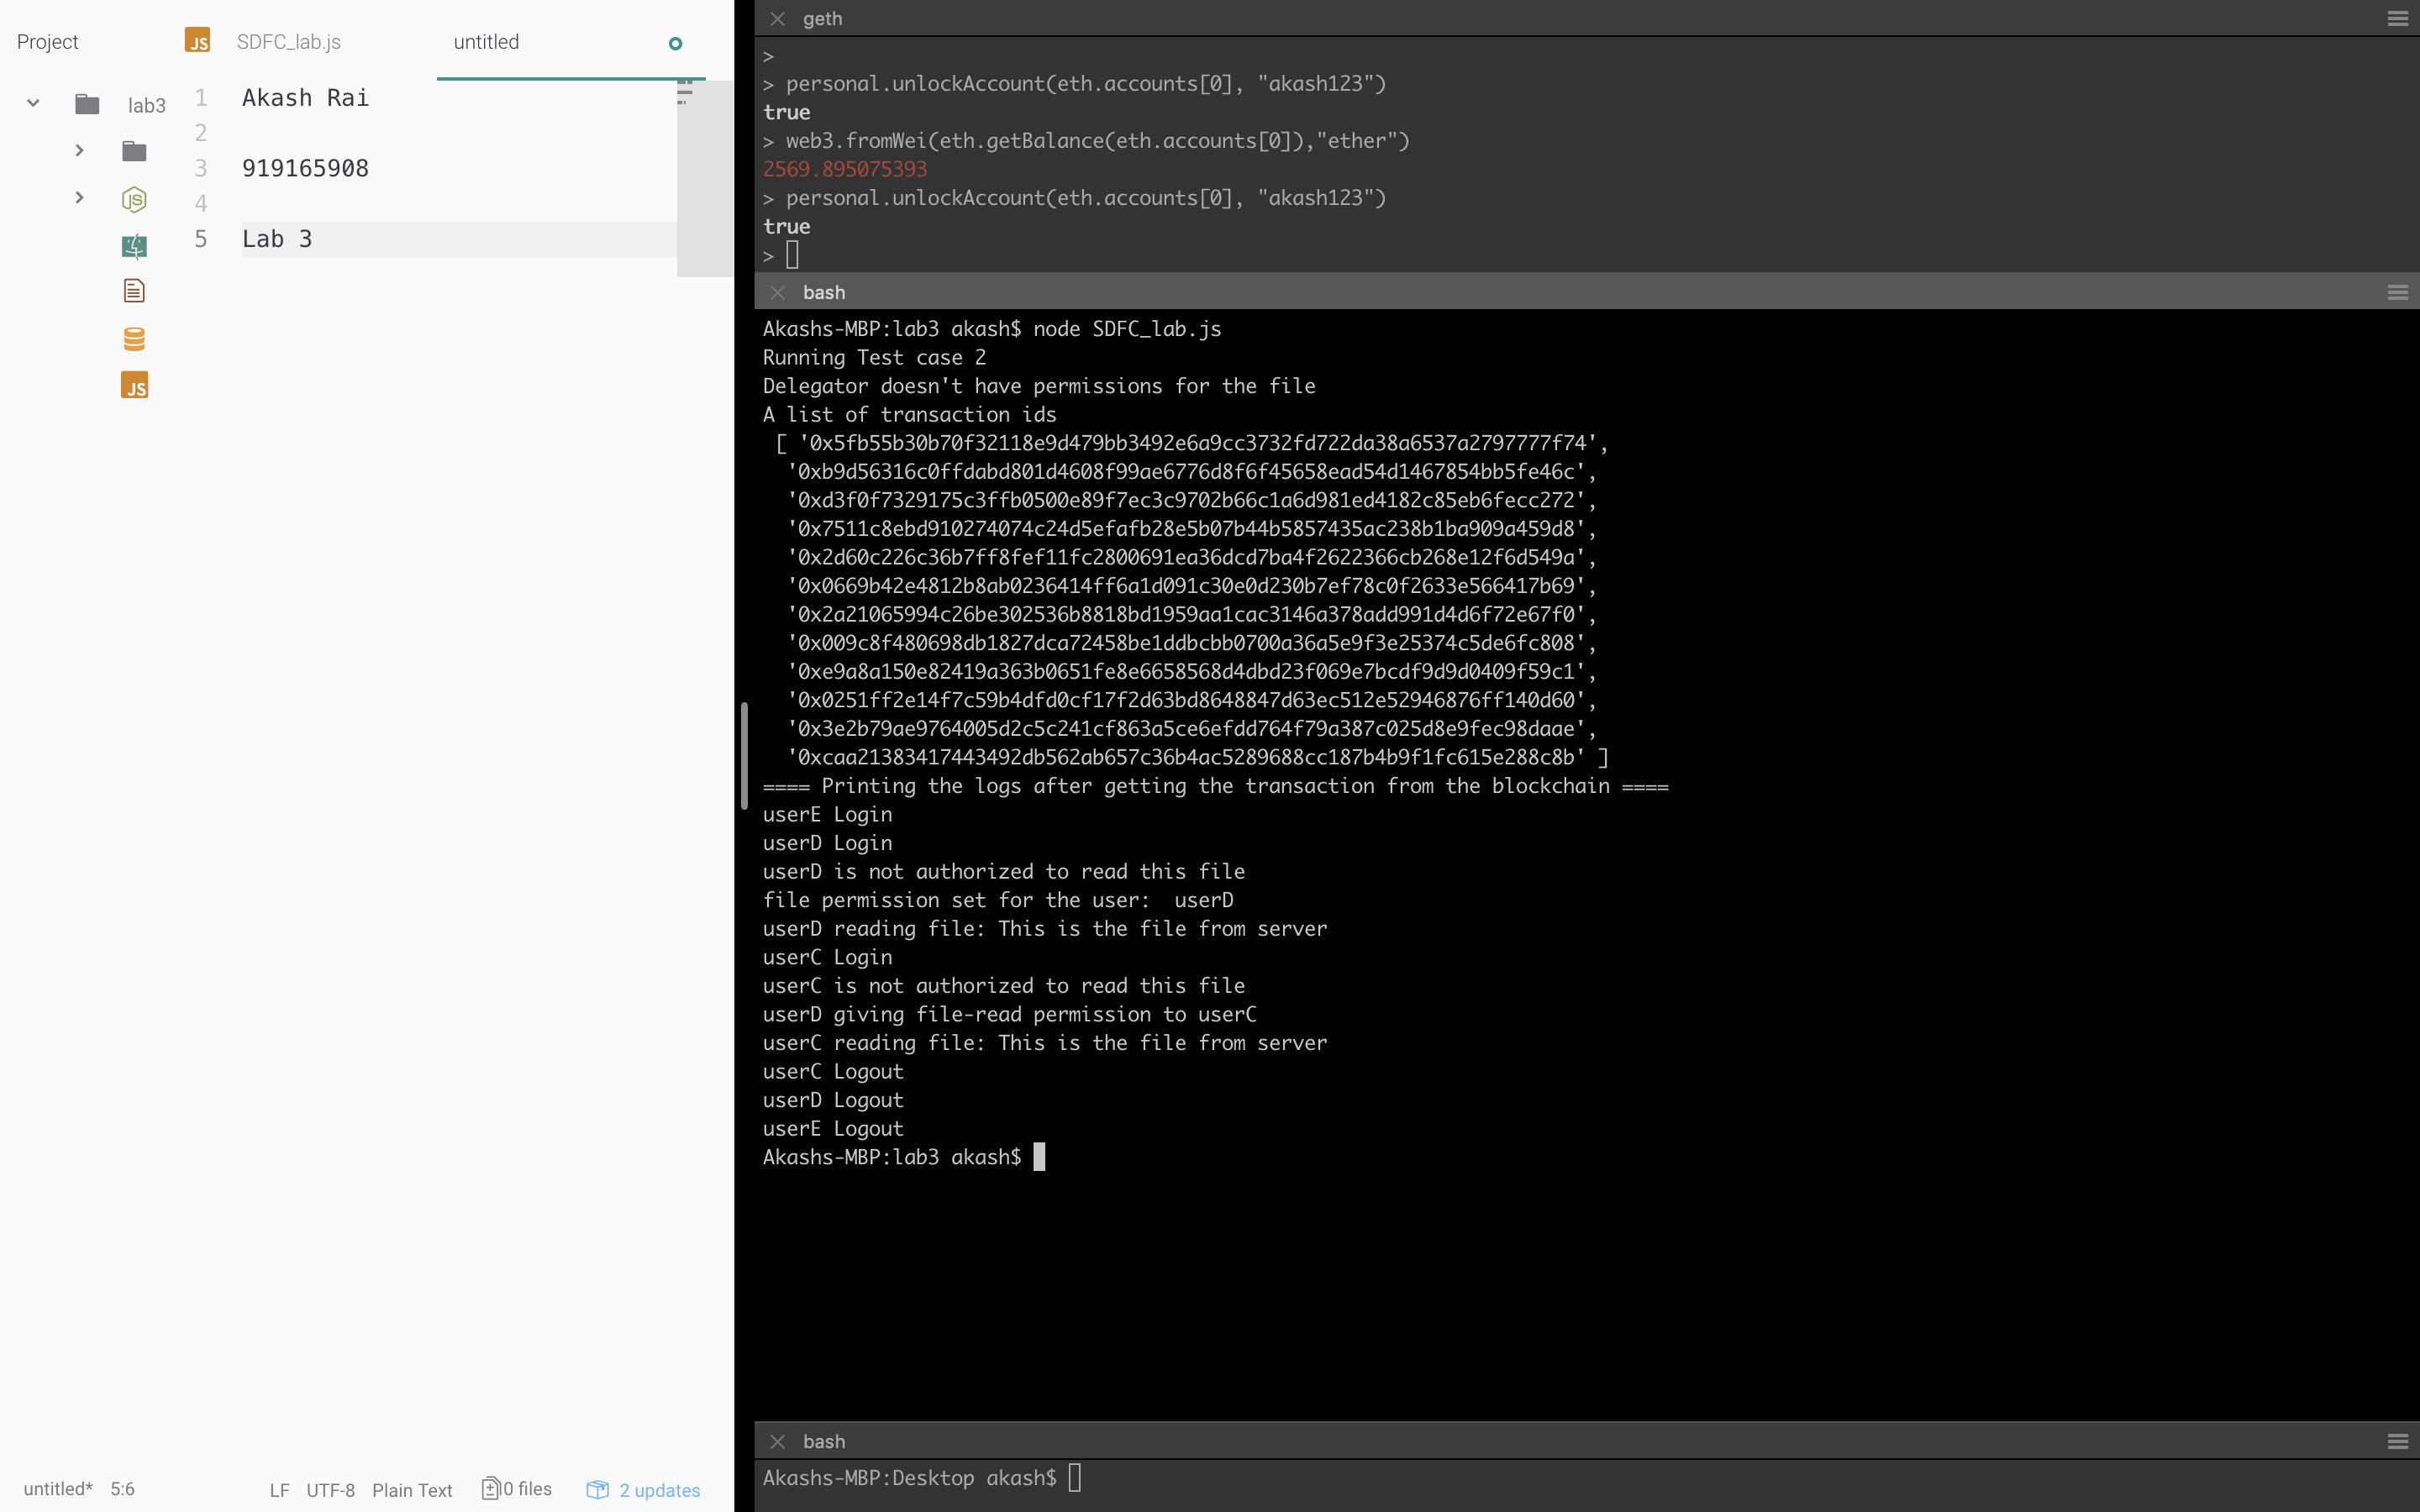 Project
SDFC_lab.js
untitled
lab3
1 Akash Rai
2
3 919165908
4
5 Lab 3
untitled* 5:6 LF UTF-8 Plain Text 0 files 2 updates
geth
>
> personal.unlockAccount(eth.accounts[0], "akash123")
true
> web3.fromWei(eth.getBalance(eth.accounts[0]),"ether")
2569.895075393
> personal.unlockAccount(eth.accounts[0], "akash123")
true
>
bash
Akashs-MBP:lab3 akash$ node SDFC_lab.js
Running Test case 2
Delegator doesn't have permissions for the file
A list of transaction ids
[ '0x5fb55b30b70f32118e9d479bb3492e6a9cc3732fd722da38a6537a2797777f74',
'0xb9d56316c0ffdabd801d4608f99ae6776d8f6f45658ead54d1467854bb5fe46c',
'0xd3f0f7329175c3ffb0500e89f7ec3c9702b66c1a6d981ed4182c85eb6fecc272',
'0x7511c8ebd910274074c24d5efafb28e5b07b44b5857435ac238b1ba909a459d8',
'0x2d60c226c36b7ff8fef11fc2800691ea36dcd7ba4f2622366cb268e12f6d549a',
'0x0669b42e4812b8ab0236414ff6a1d091c30e0d230b7ef78c0f2633e566417b69',
'0x2a21065994c26be302536b8818bd1959aa1cac3146a378add991d4d6f72e67f0',
'0x009c8f480698db1827dca72458be1ddbcbb0700a36a5e9f3e25374c5de6fc808',
'0xe9a8a150e82419a363b0651fe8e6658568d4dbd23f069e7bcdf9d9d0409f59c1',
'0x0251ff2e14f7c59b4dfd0cf17f2d63bd8648847d63ec512e52946876ff140d60',
'0x3e2b79ae9764005d2c5c241cf863a5ce6efdd764f79a387c025d8e9fec98daae',
'0xcaa21383417443492db562ab657c36b4ac5289688cc187b4b9f1fc615e288c8b' ]
==== Printing the logs after getting the transaction from the blockchain ====
userE Login
userD Login
userD is not authorized to read this file
file permission set for the user:  userD
userD reading file: This is the file from server
userC Login
userC is not authorized to read this file
userD giving file-read permission to userC
userC reading file: This is the file from server
userC Logout
userD Logout
userE Logout
Akashs-MBP:lab3 akash$
bash
Akashs-MBP:Desktop akash$